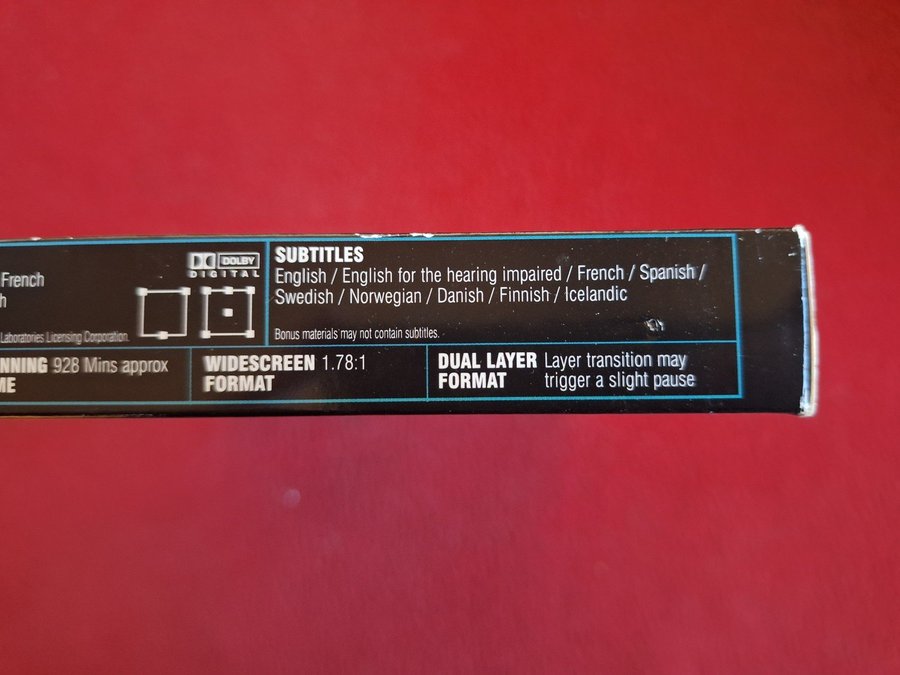 French
h
Laboratories Licensing Corporation.
DOLBY
DIGITAL
SUBTITLES
English / English for the hearing impaired / French / Spanish /
Swedish / Norwegian / Danish / Finnish / Icelandic
Bonus materials may not contain subtitles.
NNING 928 Mins approx
ME
WIDESCREEN 1.78:1
FORMAT
DUAL LAYER Layer transition may
FORMAT trigger a slight pause